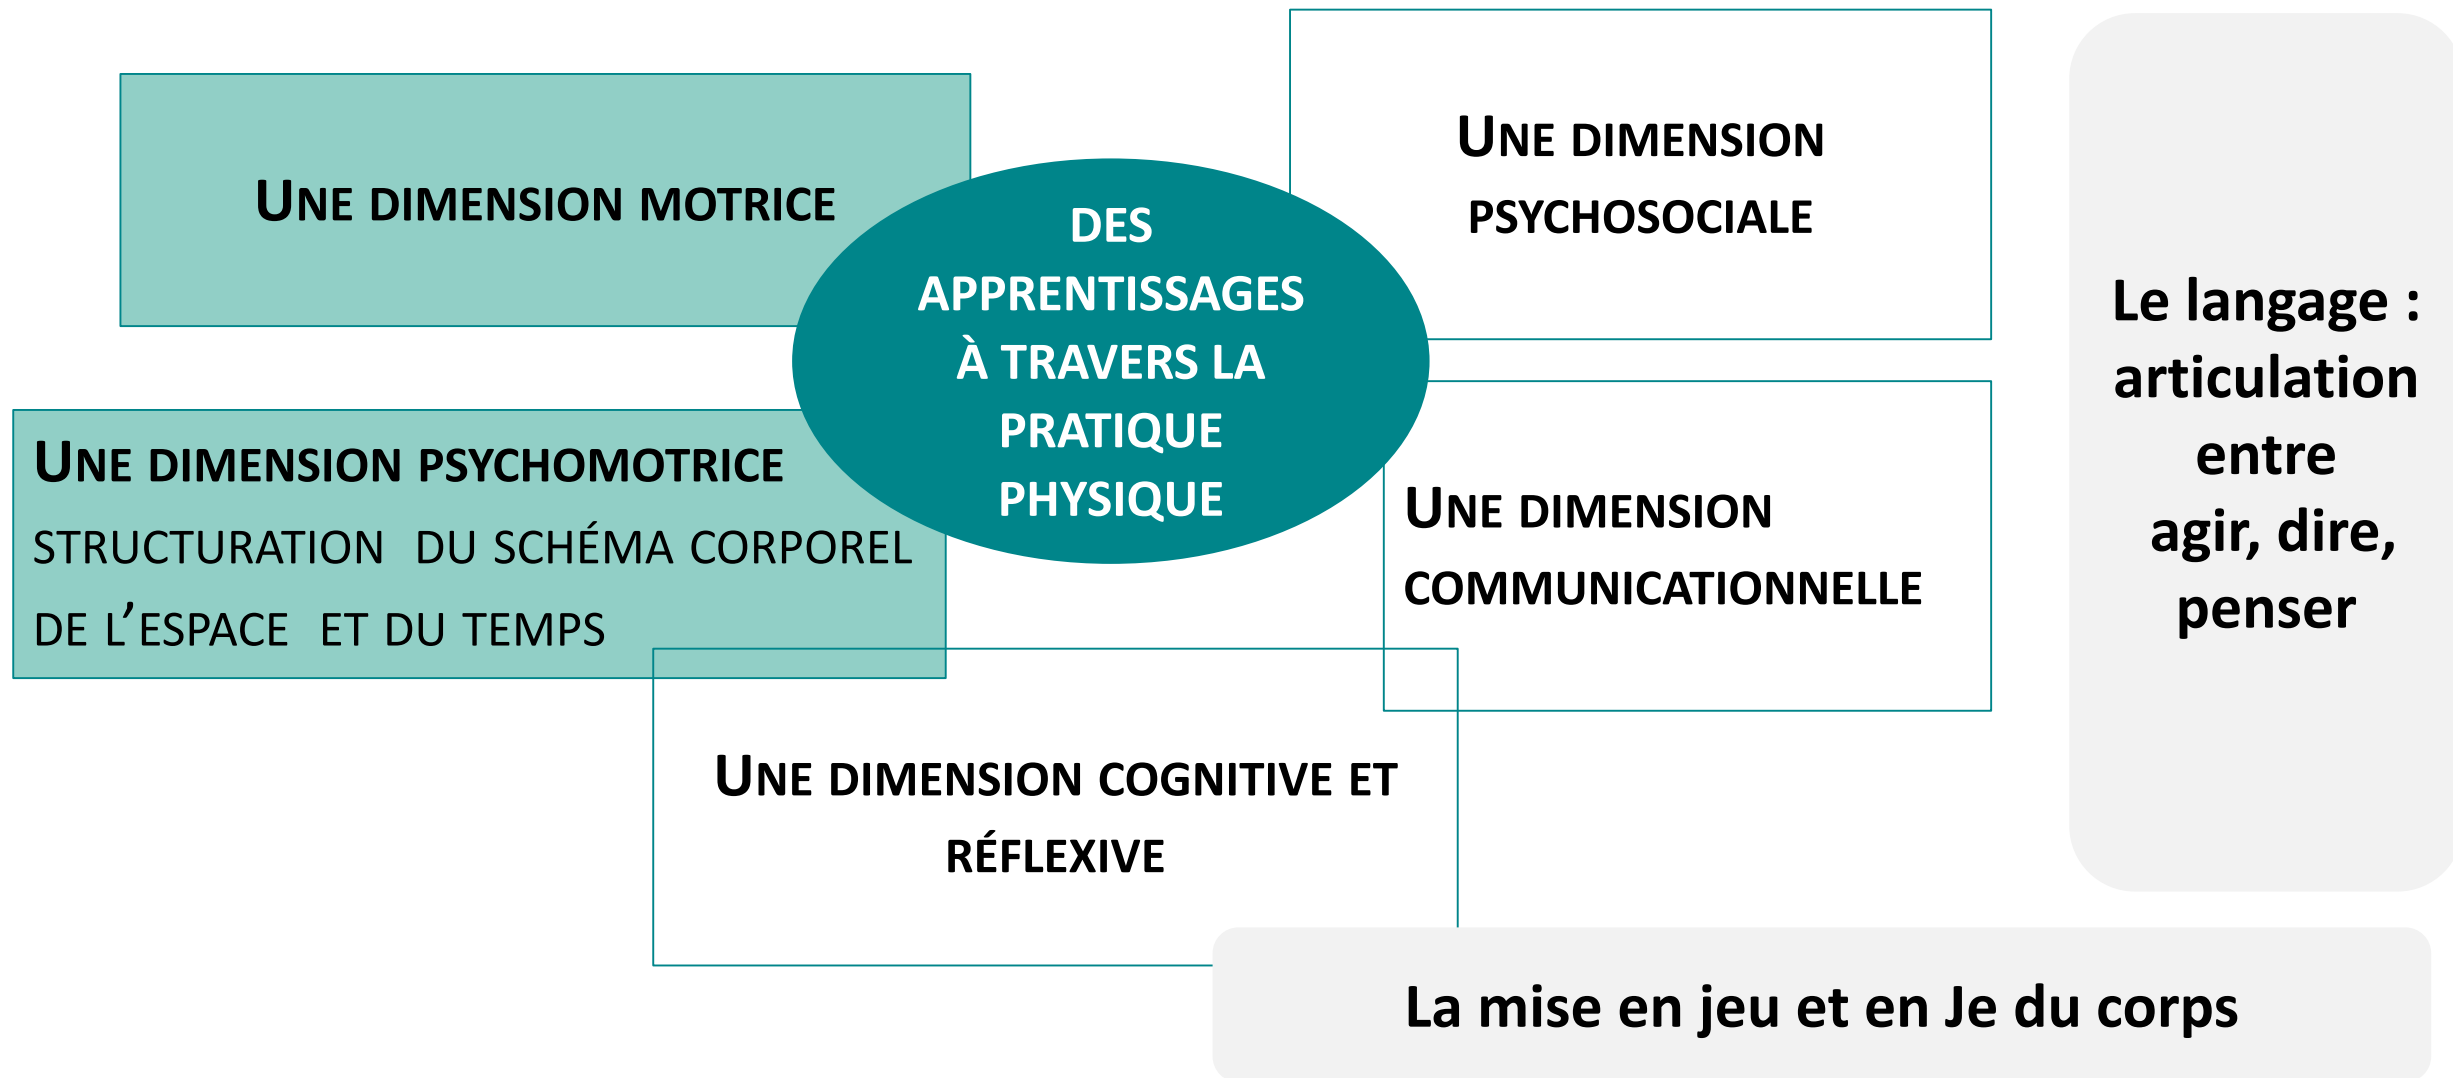 UNE DIMENSION MOTRICE
UNE DIMENSION PSYCHOMOTRICE
STRUCTURATION DU SCHÉMA CORPOREL
DE L’ESPACE ET DU TEMPS
DES
APPRENTISSAGES
À TRAVERS LA
PRATIQUE
PHYSIQUE
UNE DIMENSION
PSYCHOSOCIALE
UNE DIMENSION
COMMUNICATIONNELLE
UNE DIMENSION COGNITIVE ET
RÉFLEXIVE
Le langage :
articulation
entre
agir, dire,
penser
La mise en jeu et en Je du corps